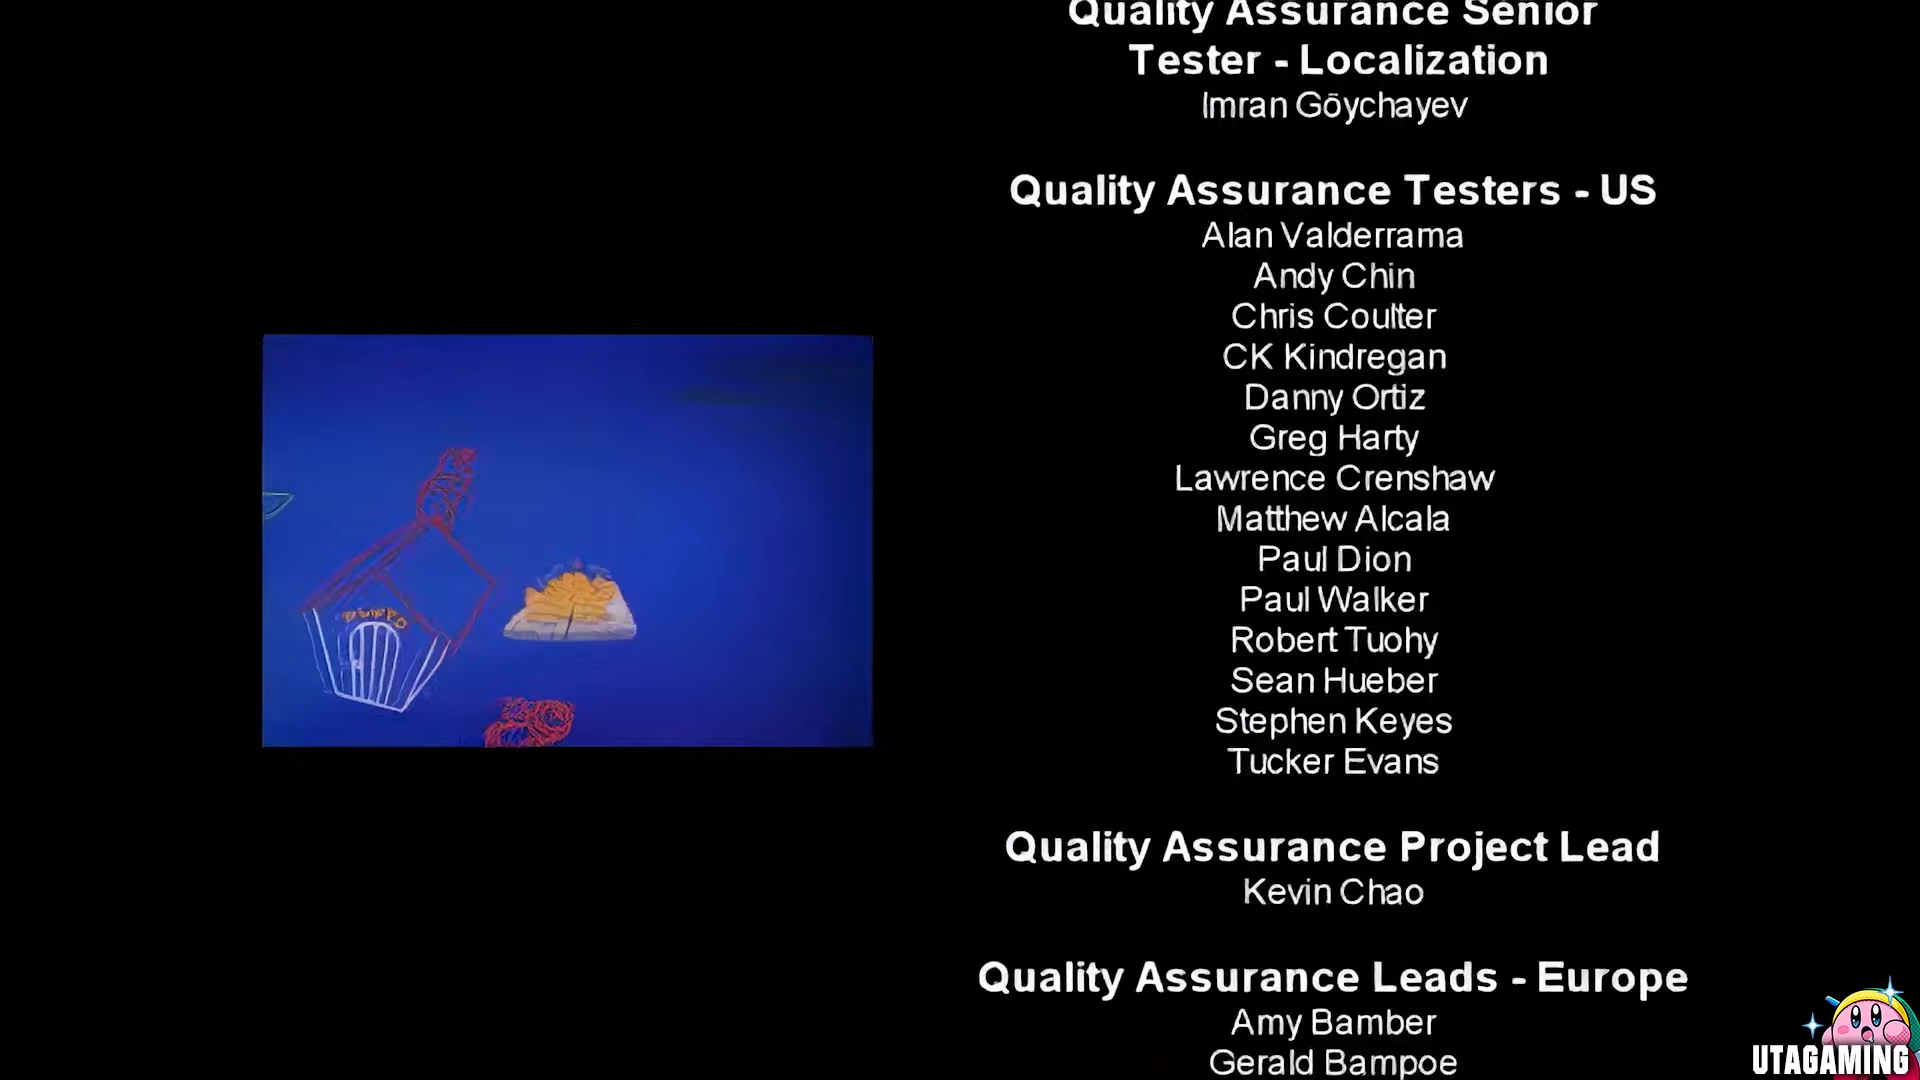 Quality Assurance Senior
Tester - Localization
Imran Göychayev
Quality Assurance Testers - US
Alan Valderrama
Andy Chin
Chris Coulter
CK Kindregan
Danny Ortiz
Greg Harty
Lawrence Crenshaw
Matthew Alcala
Paul Dion
Paul Walker
Robert Tuohy
Sean Hueber
Stephen Keyes
Tucker Evans
Quality Assurance Project Lead
Kevin Chao
Quality Assurance Leads - Europe
Amy Bamber
Gerald Bampoe
UTAGAMING